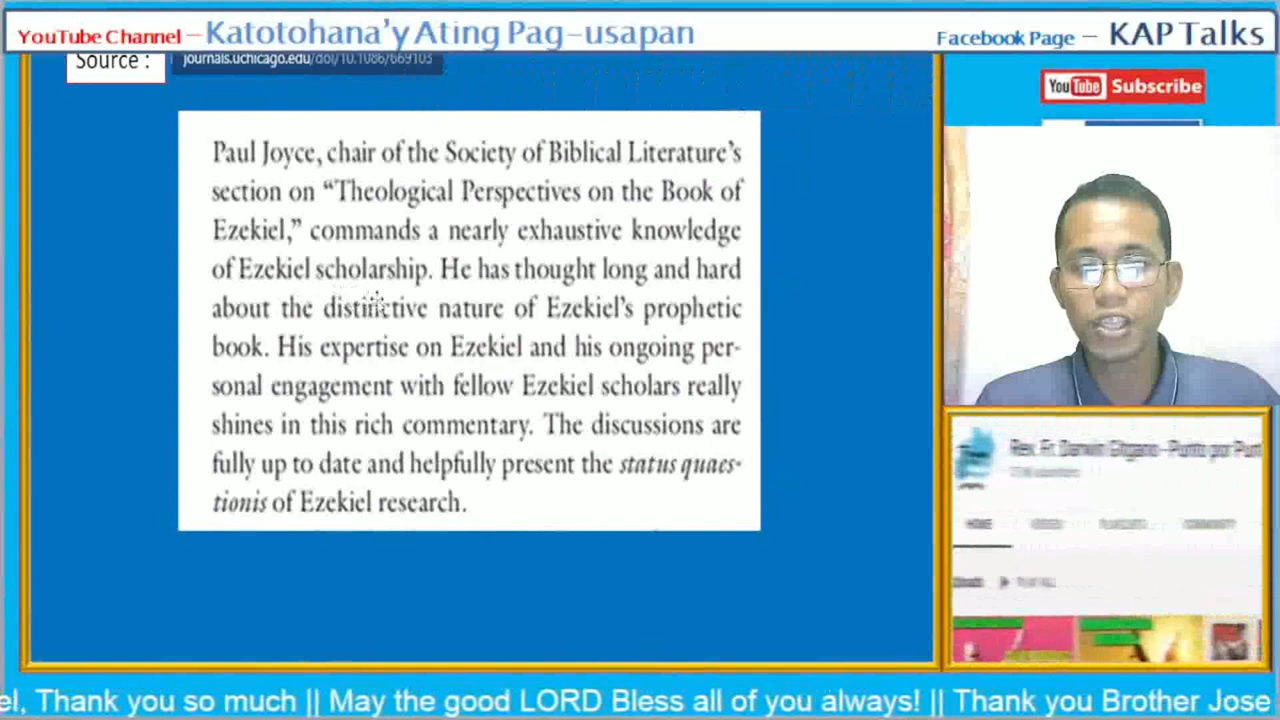 YouTube Channel – Katotohana'y Ating Pag-usapan
Facebook Page – KAP Talks
Source :
journals.uchicago.edu/doi/10.1086/669103
YouTube Subscribe
Paul Joyce, chair of the Society of Biblical Literature's
section on “Theological Perspectives on the Book of
Ezekiel,” commands a nearly exhaustive knowledge
of Ezekiel scholarship. He has thought long and hard
about the distinctive nature of Ezekiel's prophetic
book. His expertise on Ezekiel and his ongoing per-
sonal engagement with fellow Ezekiel scholars really
shines in this rich commentary. The discussions are
fully up to date and helpfully present the status quaes-
tionis of Ezekiel research.
Rev. Fr.
HOME
el, Thank you so much || May the good LORD Bless all of you always! || Thank you Brother Jose